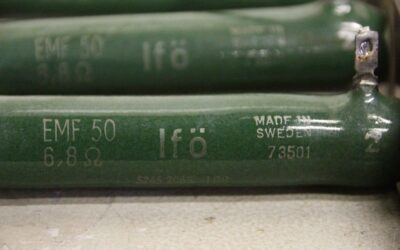 EMF 50
6,8 Ω
Ifö
EMF 50
6,8 Ω
Ifö
MADE IN
SWEDEN
73501